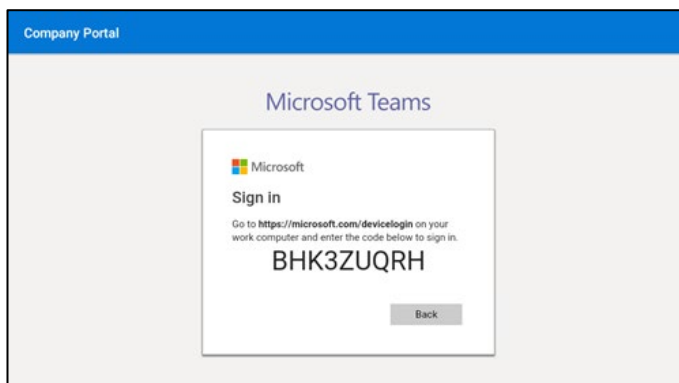 Company Portal
Microsoft Teams
Microsoft
Sign in
Go to https://microsoft.com/devicelogin on your
work computer and enter the code below to sign in.
BHK3ZUQRH
Back